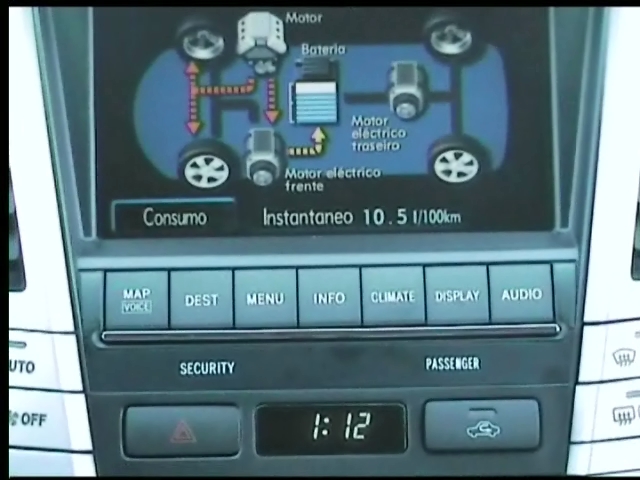 Motor
Bateria
Motor
eléctrico
traseiro
Motor eléctrico
frente
Consumo
Instantaneo 10.5 l/100km
MAP
VOICE
DEST
MENU
INFO
CLIMATE
DISPLAY
AUDIO
UTO
SECURITY
PASSENGER
OFF
1:12